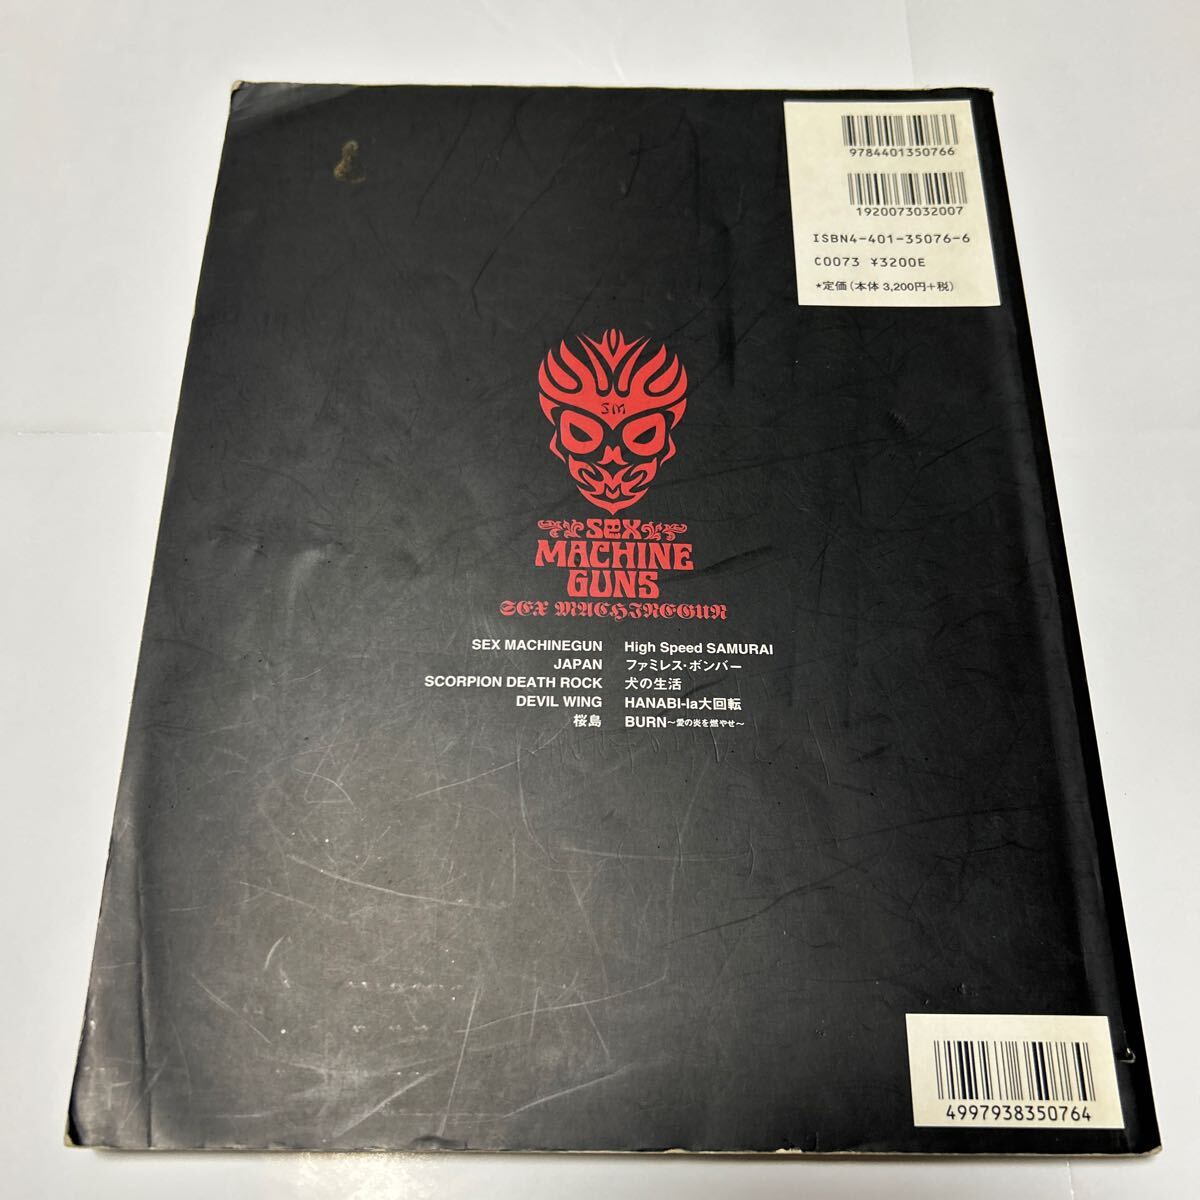 9784401350766
1920073032007
ISBN4-401-35076-6
C0073 ¥3200E
*定価(本体 3,200円+税)
SM
SEX
MACHINE
GUNS
SEX MACHINEGUN
SEX MACHINEGUN High Speed SAMURAI
JAPAN ファミレス・ボンバー
SCORPION DEATH ROCK 犬の生活
DEVIL WING HANABI-la大回転
桜島 BURN～愛の炎を燃やせ～
4997938350764